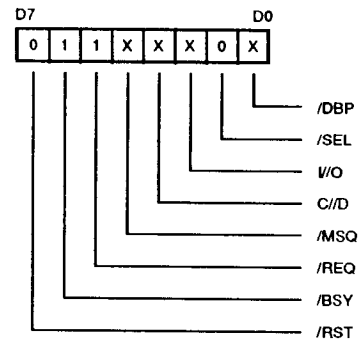 D7 D0
0 1 1 X X X 0 X
/DBP
/SEL
I//O
C//D
/MSQ
/REQ
/BSY
/RST